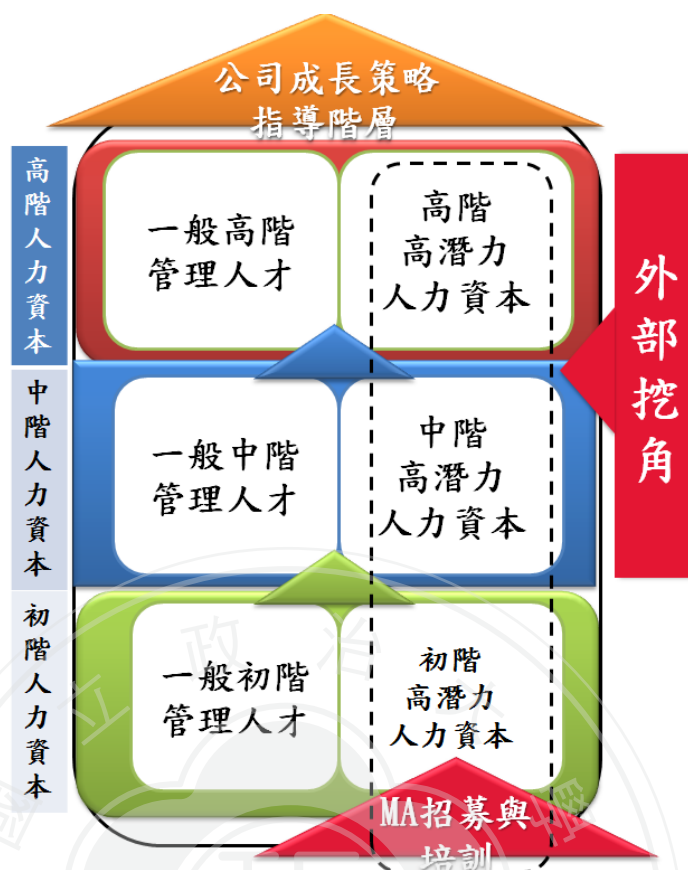 公司成長策略
指導階層
高階人力資本
一般高階
管理人才
高階
高潛力
人力資本
外部挖角
中階人力資本
一般中階
管理人才
中階
高潛力
人力資本
初階人力資本
一般初階
管理人才
初階
高潛力
人力資本
MA招募與
培訓
立政治